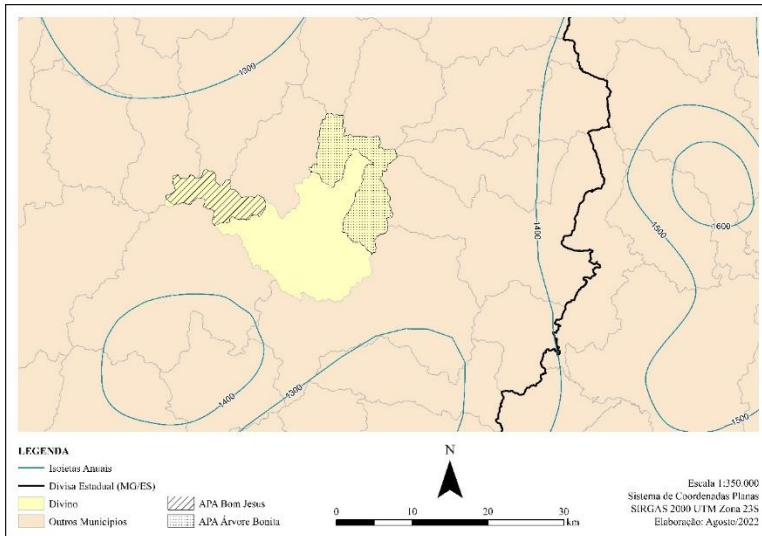 1300
1400
1500
1600
1400
1300
1500
LEGENDA
Isoietas Anuais
Divisa Estadual (MG/ES)
Divino
Outros Municípios
APA Bom Jesus
APA Árvore Bonita
N
0 5 10 20 30
km
Escala 1:350.000
Sistema de Coordenadas Planas
SIRGAS 2000 UTM Zona 23S
Elaboração: Agosto/2022